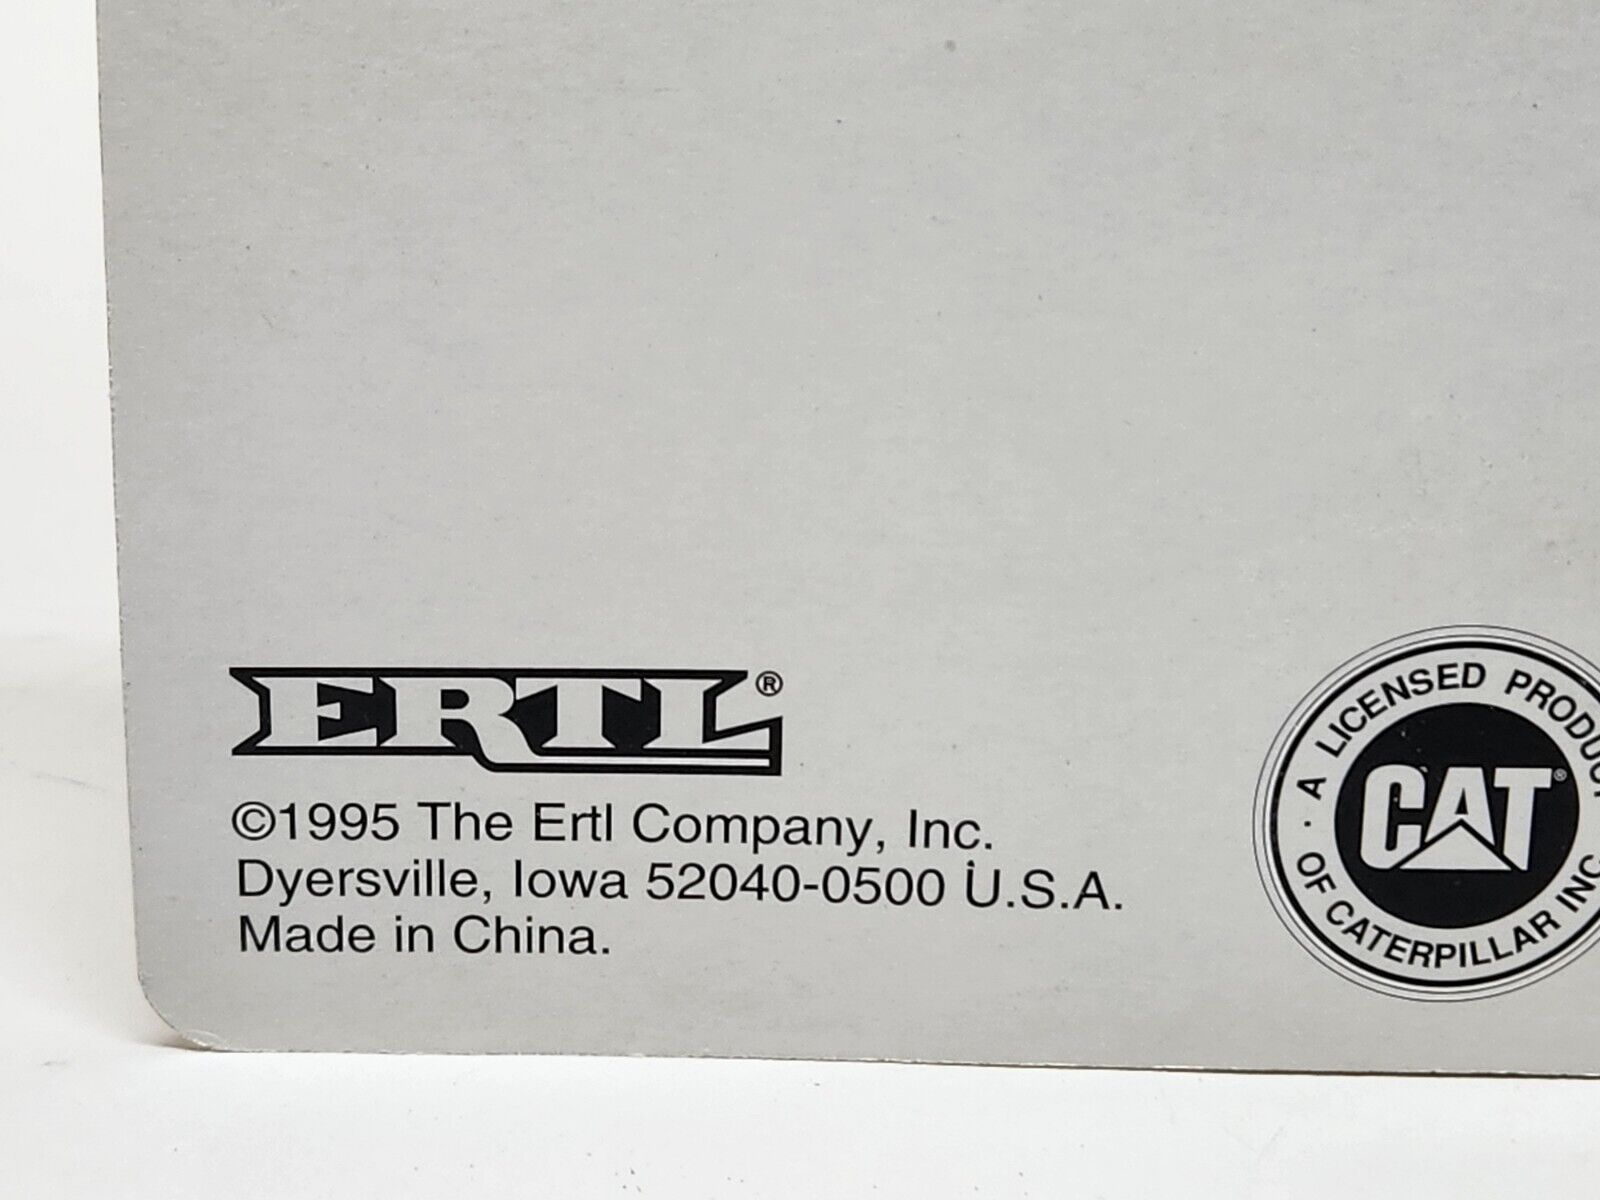 ERTL®
©1995 The Ertl Company, Inc.
Dyersville, Iowa 52040-0500 U.S.A.
Made in China.
· A LICENSED PRODUCT
CAT®
OF CATERPILLAR INC